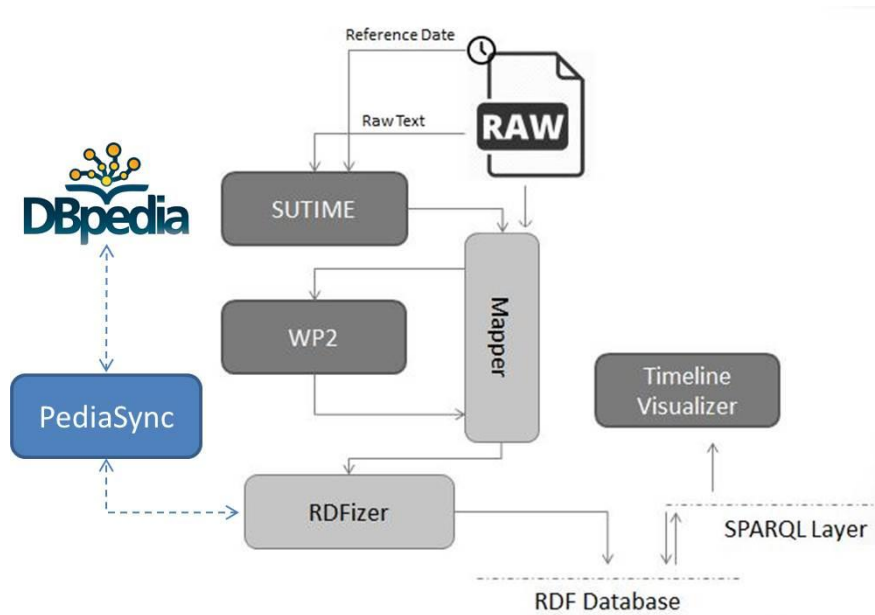 Reference Date
Raw Text
RAW
SUTIME
DBpedia
Mapper
WP2
Timeline
Visualizer
PediaSync
RDFizer
SPARQL Layer
RDF Database